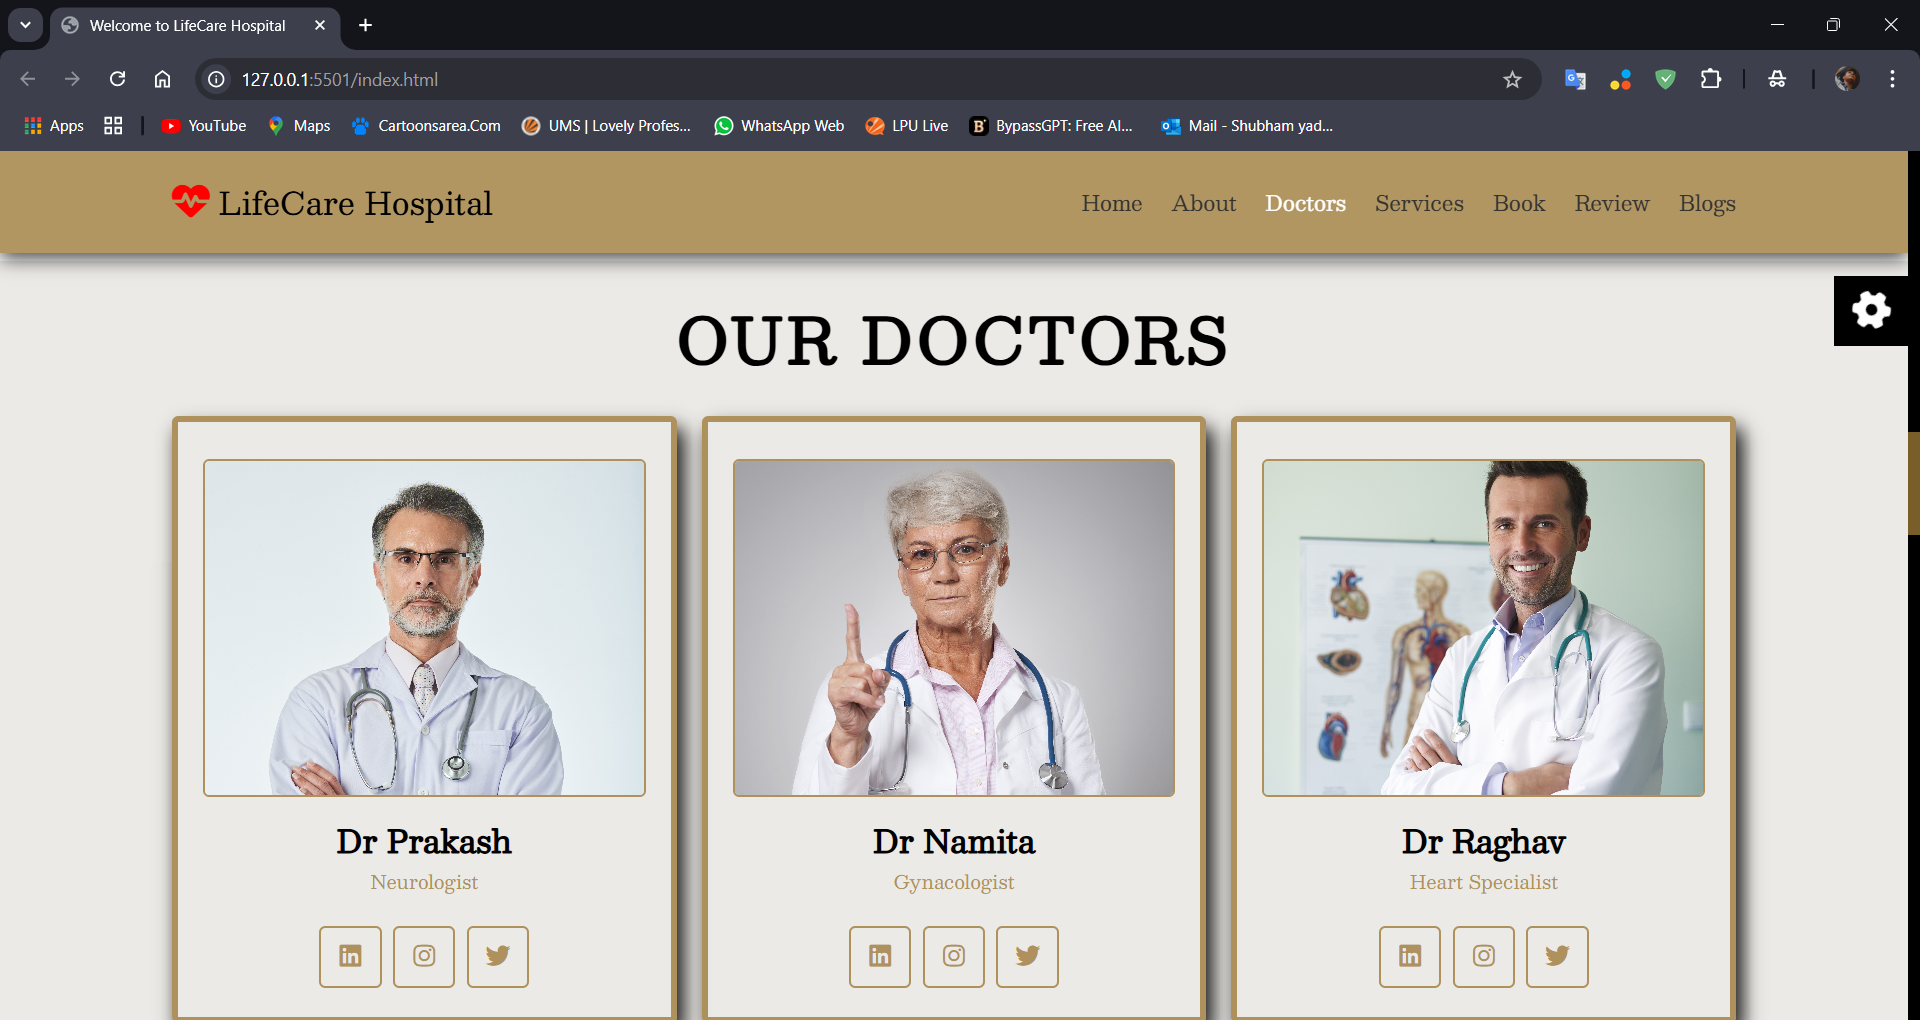 Welcome to LifeCare Hospital
127.0.0.1:5501/index.html
Apps YouTube Maps Cartoonsarea.Com UMS | Lovely Profes... WhatsApp Web LPU Live BypassGPT: Free AI... Mail - Shubham yad...
LifeCare Hospital Home About Doctors Services Book Review Blogs
OUR DOCTORS
Dr Prakash Dr Namita Dr Raghav
Neurologist Gynacologist Heart Specialist